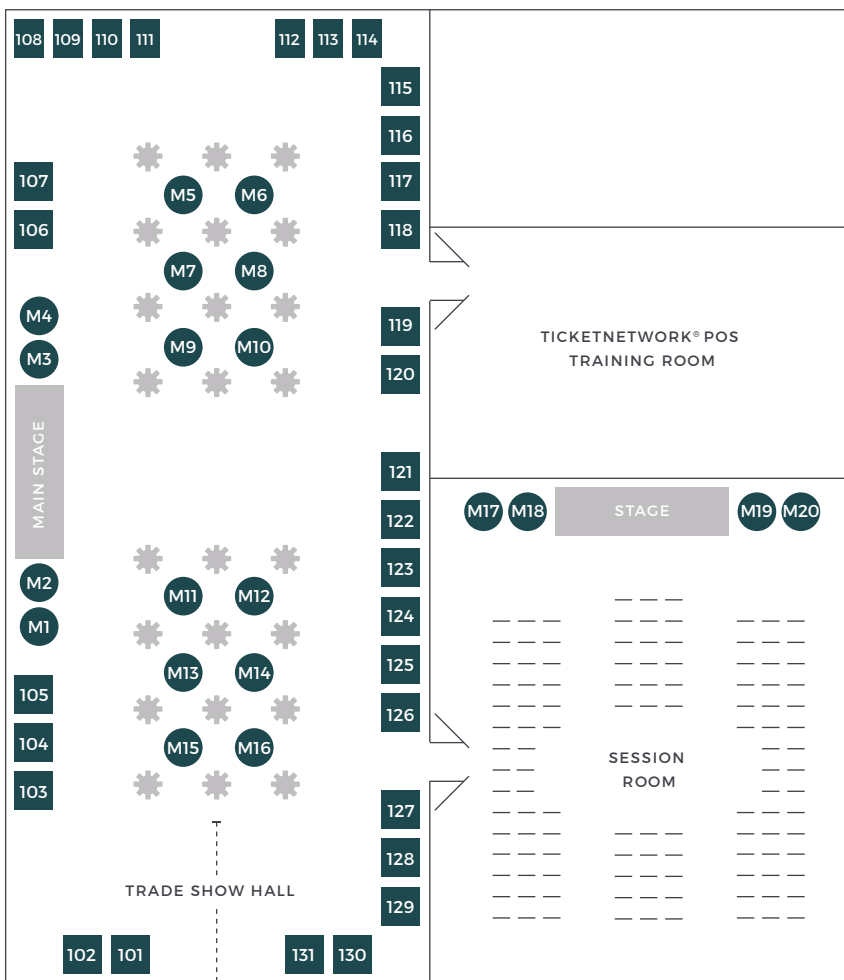 108 109 110 111 112 113 114
115
116
107 117
M5 M6
106 118
M7 M8
M4
119
TICKETNETWORK® POS
TRAINING ROOM
M9 M10
M3
120
MAIN STAGE
121
M17 M18 STAGE M19 M20
122
123
M2
M11 M12
124
M1
125
M13 M14
105
126
104
M15 M16
SESSION
ROOM
103
127
128
TRADE SHOW HALL
129
102 101 131 130